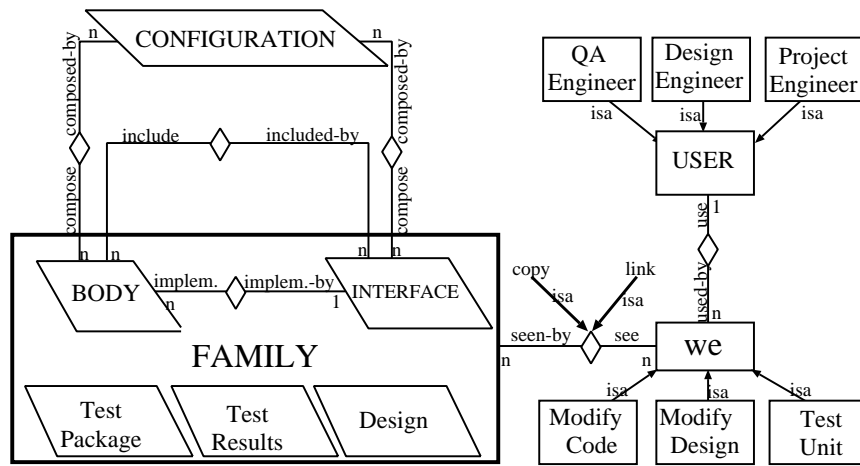 n
CONFIGURATION
n
composed-by
composed-by
include
included-by
compose
compose
n
n
n
n
BODY
implem.
n
implem.-by
1
INTERFACE
FAMILY
Test
Package
Test
Results
Design
QA
Engineer
Design
Engineer
Project
Engineer
isa
isa
isa
USER
use
1
used-by
n
copy
isa
link
isa
seen-by
n
see
n
we
isa
isa
isa
Modify
Code
Modify
Design
Test
Unit